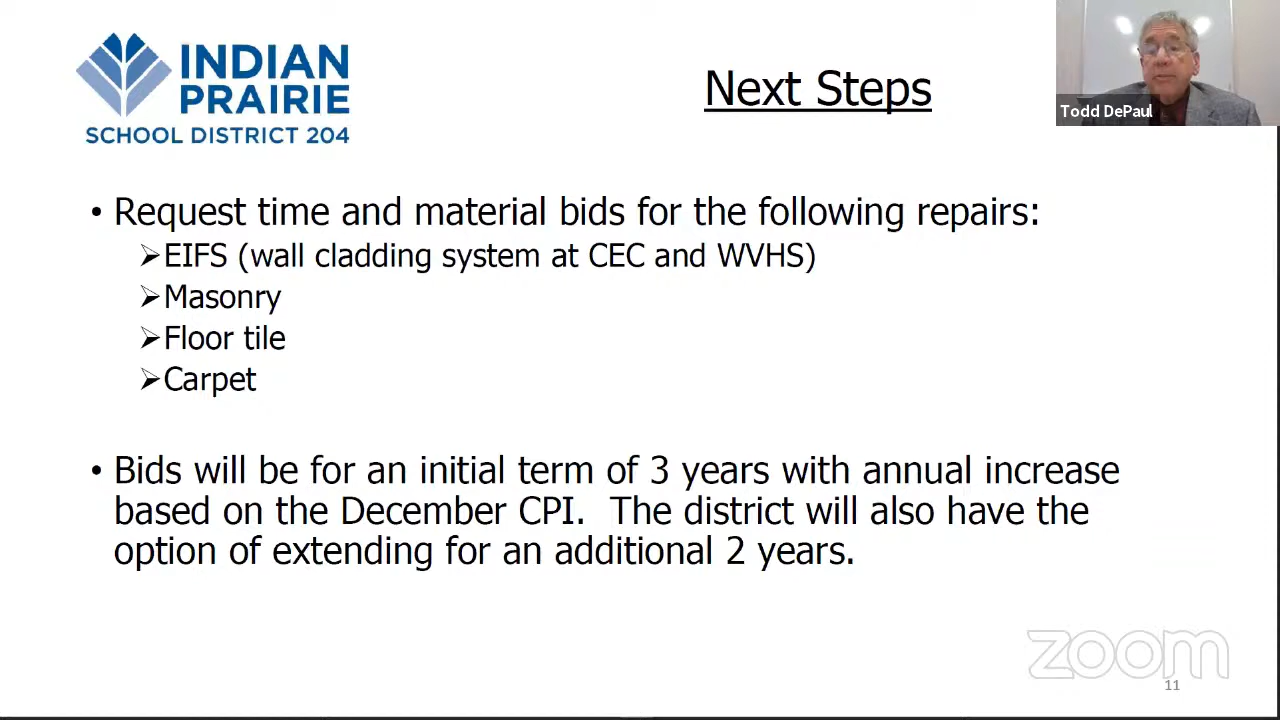 INDIAN
PRAIRIE
SCHOOL DISTRICT 204
Next Steps
Todd DePaul
• Request time and material bids for the following repairs:
➢EIFS (wall cladding system at CEC and WVHS)
➢Masonry
➢Floor tile
➢Carpet
• Bids will be for an initial term of 3 years with annual increase
based on the December CPI.  The district will also have the
option of extending for an additional 2 years.
zoom
11